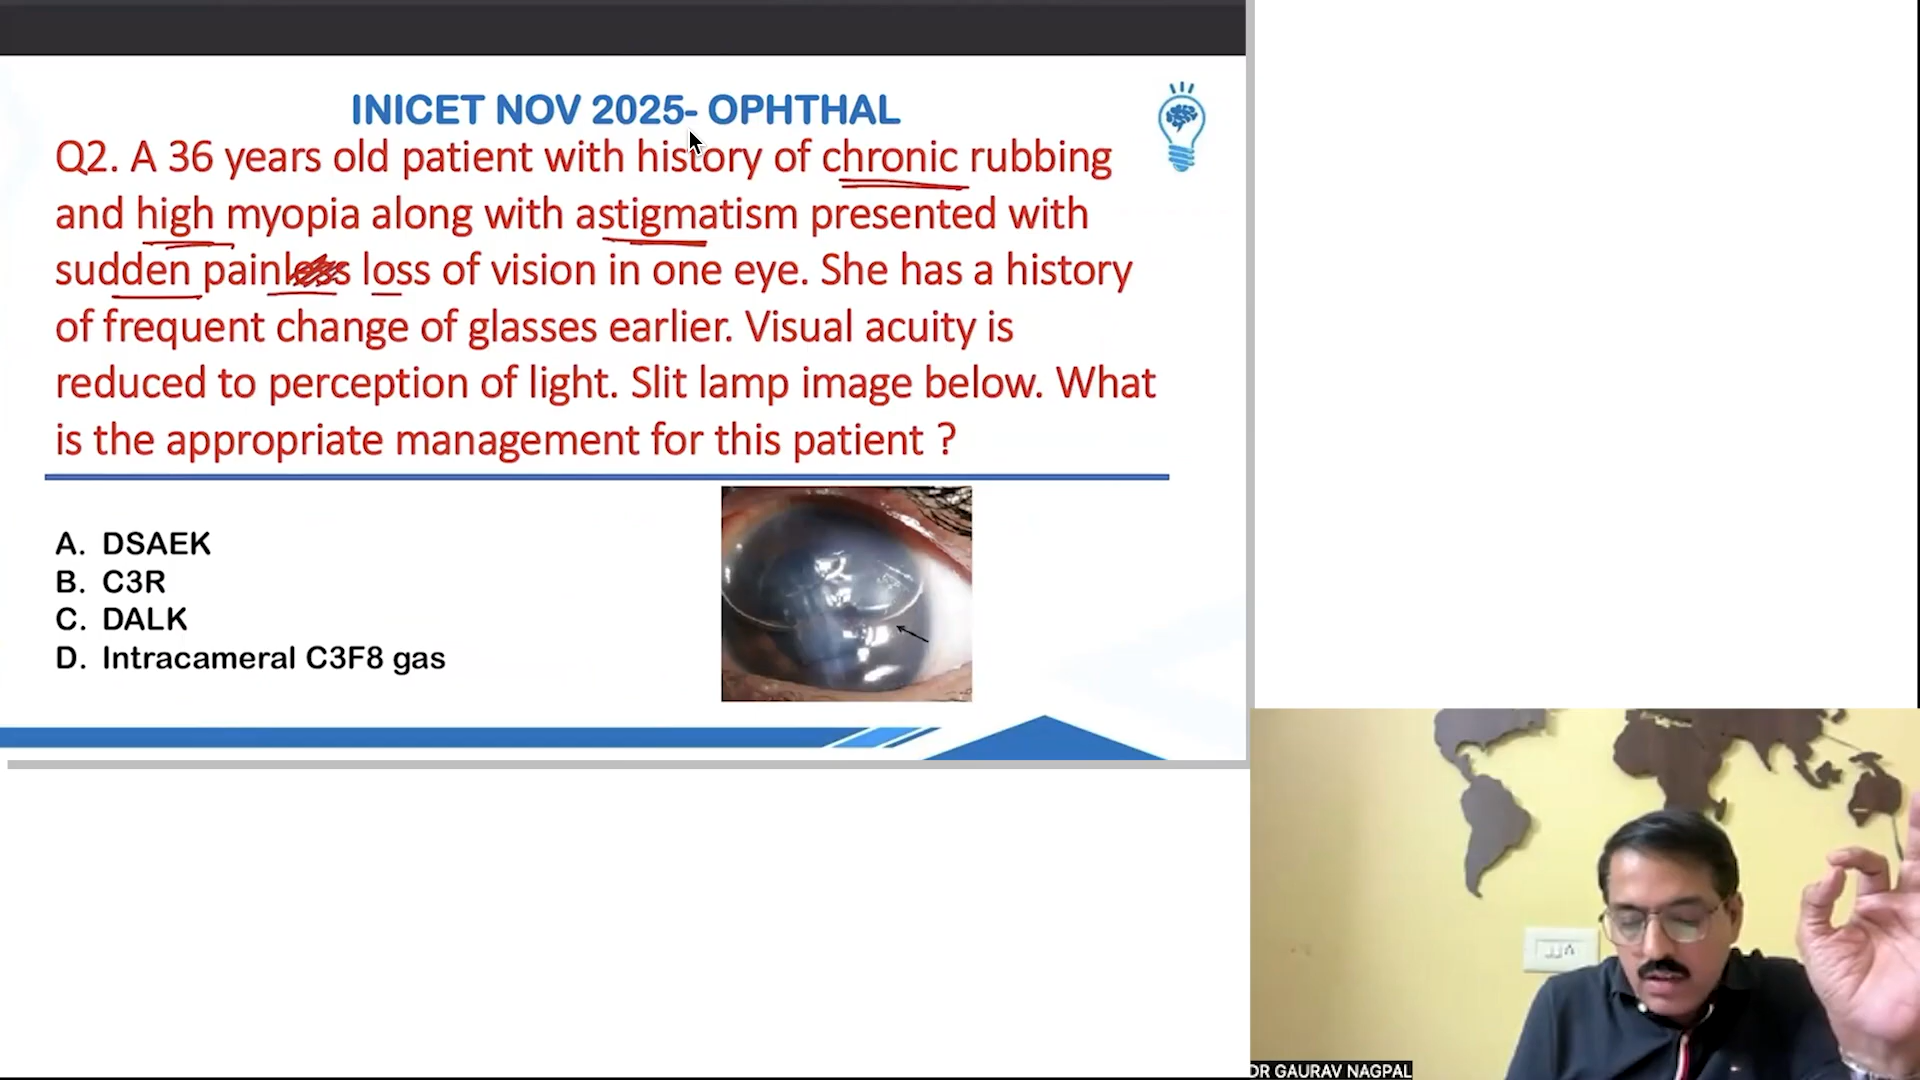 INICET NOV 2025- OPHTHAL
Q2. A 36 years old patient with history of chronic rubbing
and high myopia along with astigmatism presented with
sudden painless loss of vision in one eye. She has a history
of frequent change of glasses earlier. Visual acuity is
reduced to perception of light. Slit lamp image below. What
is the appropriate management for this patient ?
A. DSAEK
B. C3R
C. DALK
D. Intracameral C3F8 gas
DR GAURAV NAGPAL